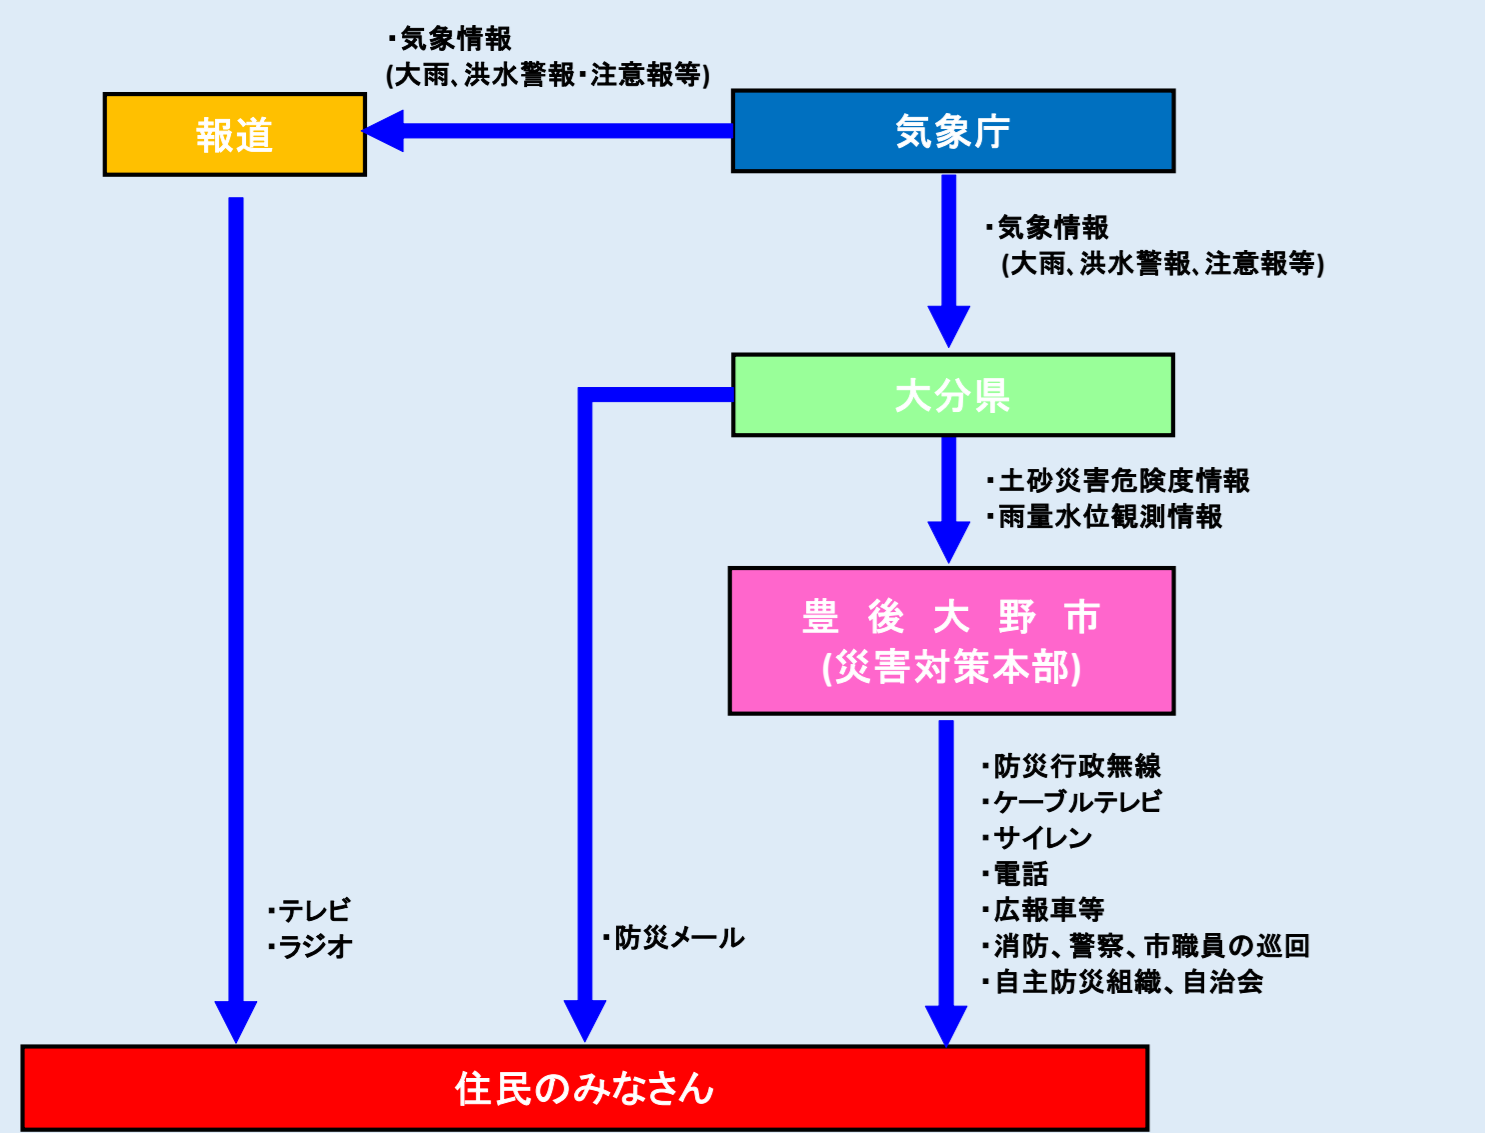 ・気象情報
(大雨、洪水警報・注意報等)
報道
気象庁
・気象情報
(大雨、洪水警報、注意報等)
大分県
・土砂災害危険度情報
・雨量水位観測情報
豊 後 大 野 市
(災害対策本部)
・防災行政無線
・ケーブルテレビ
・サイレン
・電話
・広報車等
・消防、警察、市職員の巡回
・自主防災組織、自治会
・テレビ
・ラジオ
・防災メール
住民のみなさん